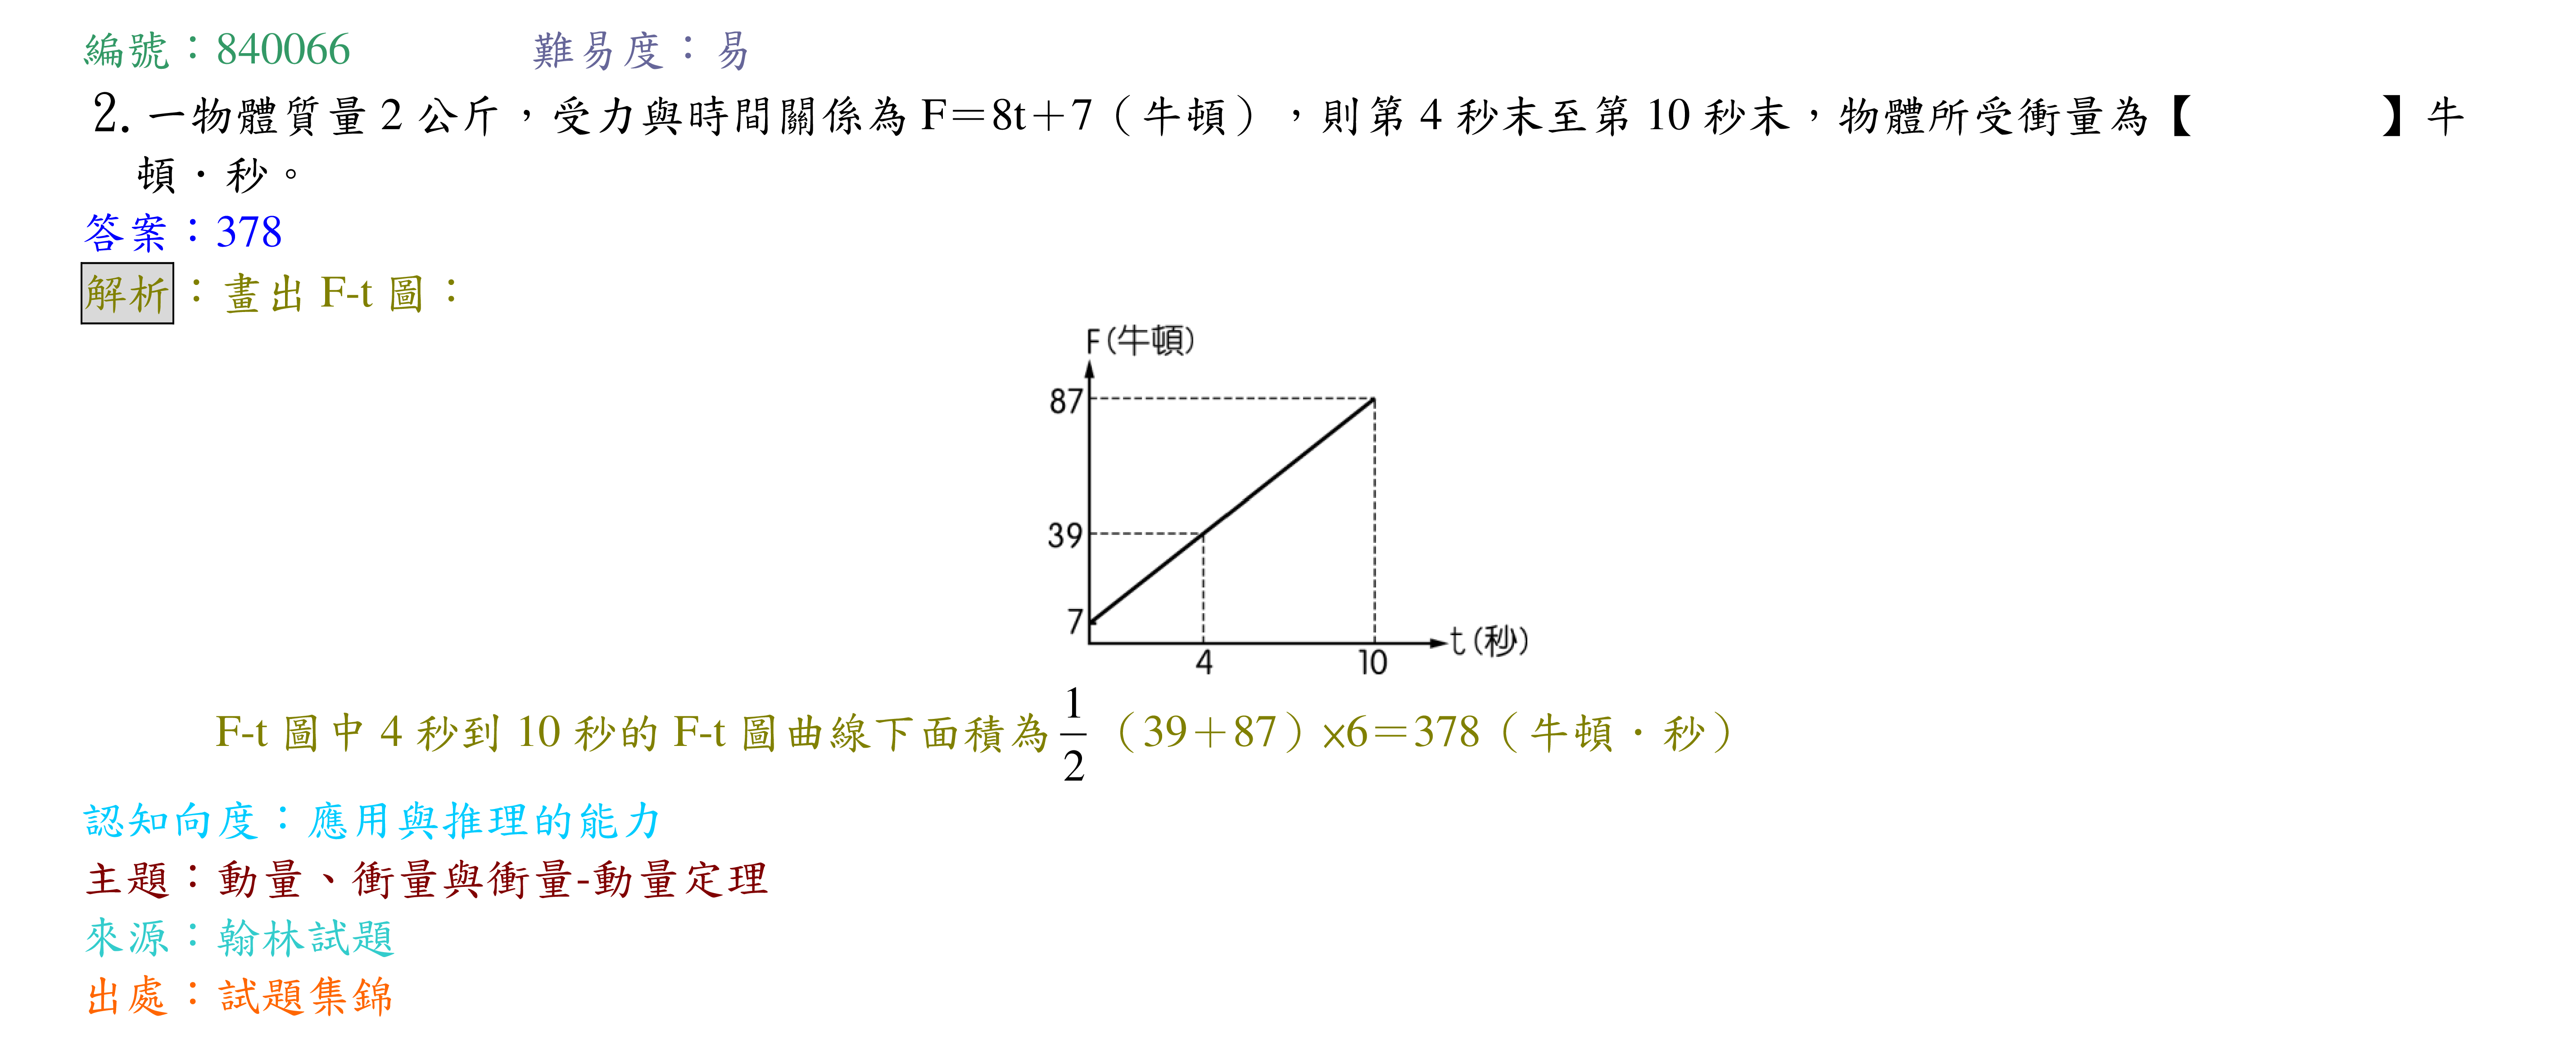 編號：840066 難易度：易
2. 一物體質量 2 公斤，受力與時間關係為 F＝8t＋7（牛頓），則第 4 秒末至第 10 秒末，物體所受衝量為【 】牛
頓．秒。
答案：378
解析：畫出 F-t 圖：
F(牛頓)
87
39
7
t(秒)
4 10
F-t 圖中 4 秒到 10 秒的 F-t 圖曲線下面積為 1/2（39＋87）×6＝378（牛頓．秒）
認知向度：應用與推理的能力
主題：動量、衝量與衝量-動量定理
來源：翰林試題
出處：試題集錦